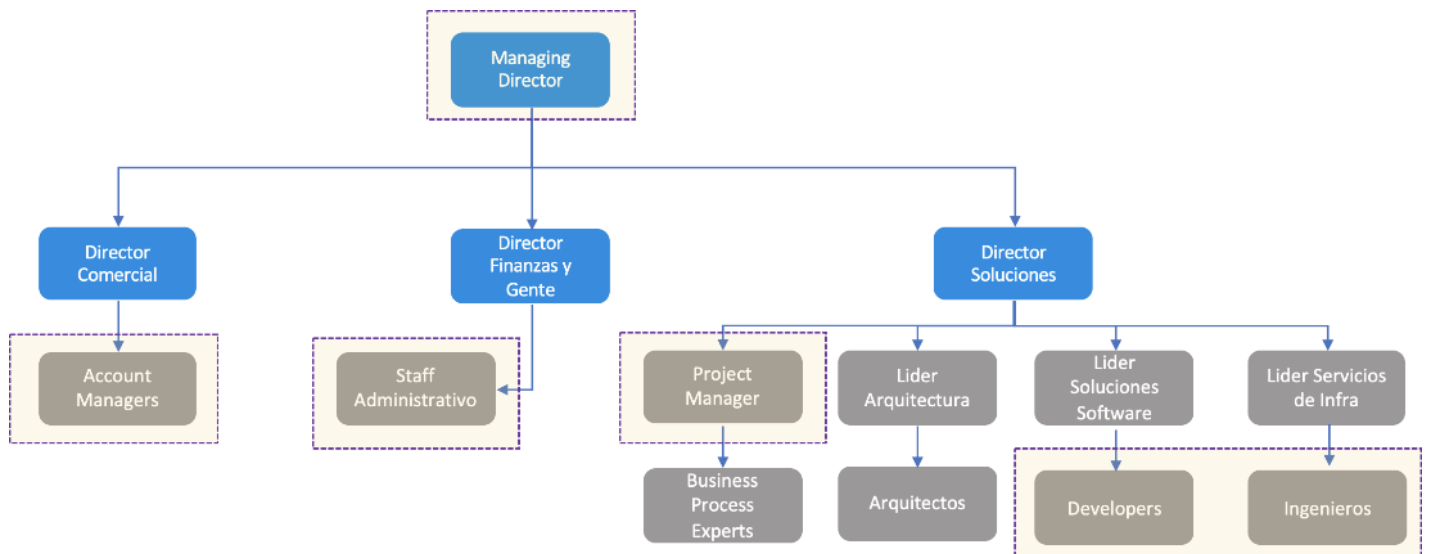 Managing
Director
Director
Comercial
Director
Finanzas y
Gente
Director
Soluciones
Account
Managers
Staff
Administrativo
Project
Manager
Lider
Arquitectura
Lider
Soluciones
Software
Lider Servicios
de Infra
Business
Process
Experts
Arquitectos
Developers
Ingenieros